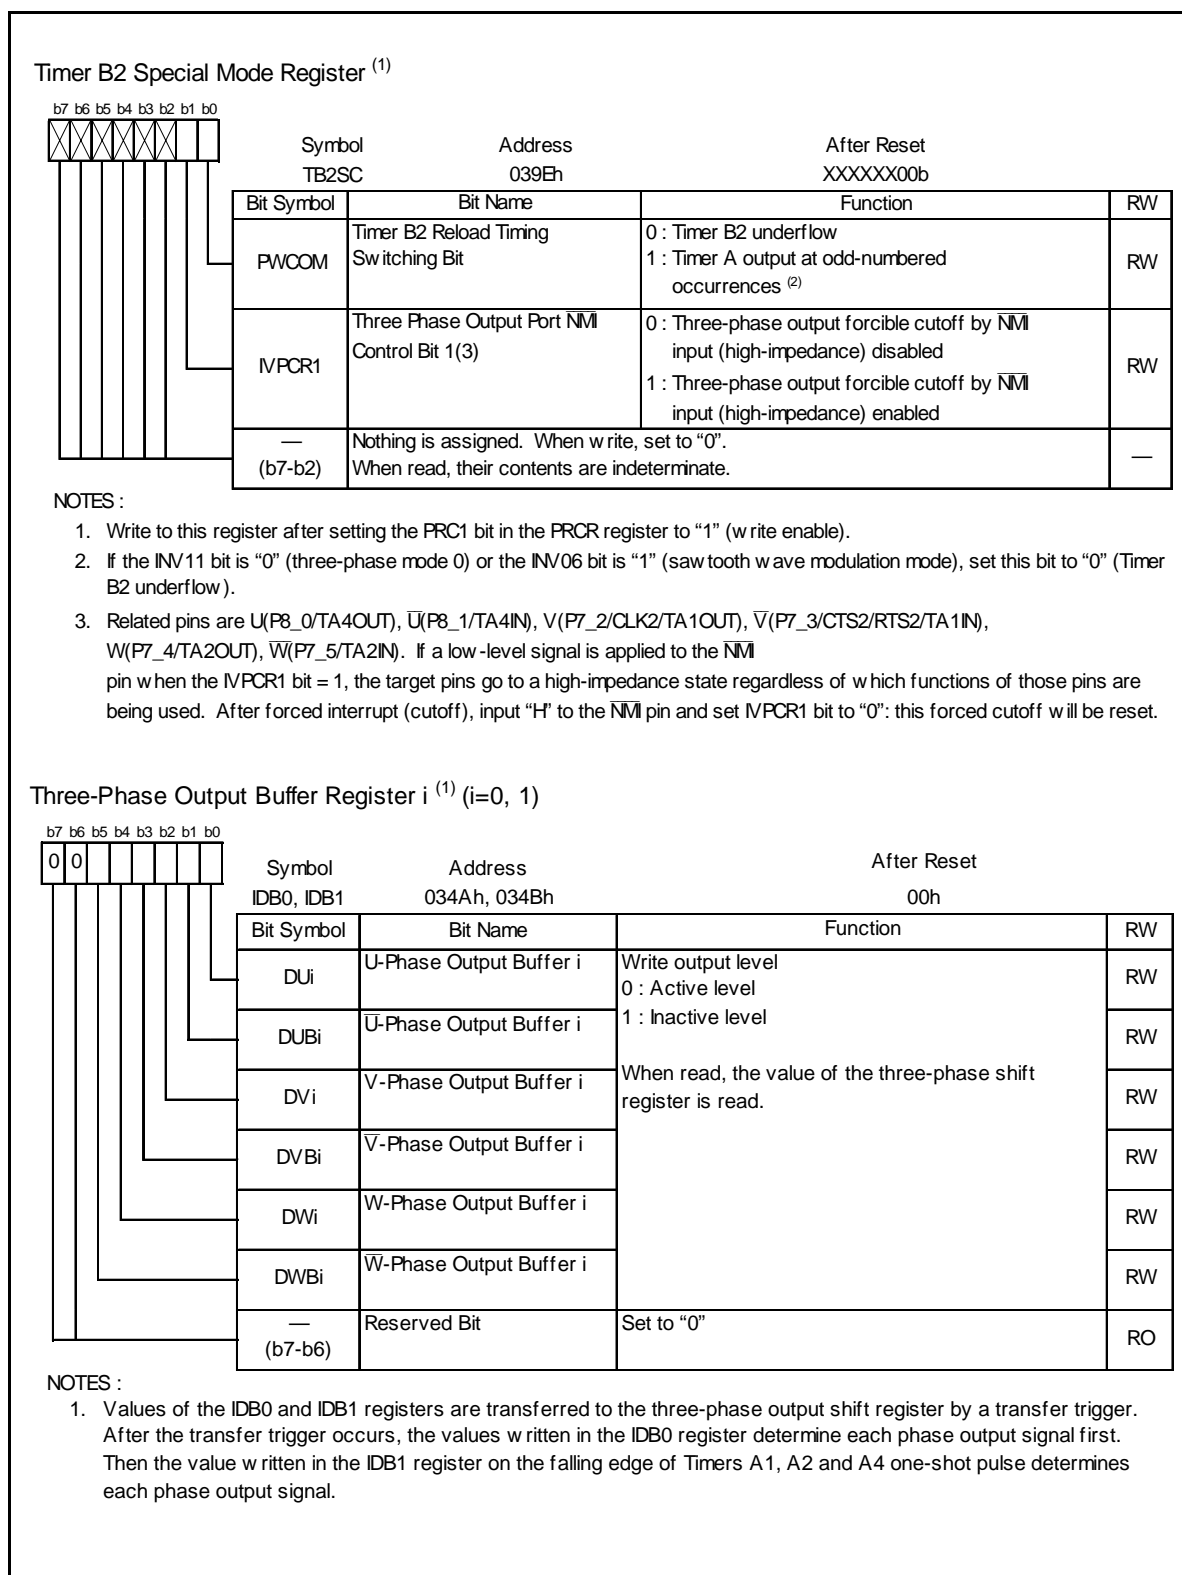 Timer B2 Special Mode Register (1)
b7 b6 b5 b4 b3 b2 b1 b0
Symbol Address After Reset
TB2SC 039Eh XXXXXX00b
Bit Symbol Bit Name Function RW
PWCOM Timer B2 Reload Timing 0 : Timer B2 underflow RW
Switching Bit 1 : Timer A output at odd-numbered
occurrences (2)
IVPCR1 Three Phase Output Port N̅M̅I̅ 0 : Three-phase output forcible cutoff by N̅M̅I̅ RW
Control Bit 1(3) input (high-impedance) disabled
1 : Three-phase output forcible cutoff by N̅M̅I̅
input (high-impedance) enabled
— Nothing is assigned. When write, set to “0”. —
(b7-b2) When read, their contents are indeterminate.
NOTES :
1. Write to this register after setting the PRC1 bit in the PRCR register to “1” (write enable).
2. If the INV11 bit is “0” (three-phase mode 0) or the INV06 bit is “1” (sawtooth wave modulation mode), set this bit to “0” (Timer
B2 underflow).
3. Related pins are U(P8_0/TA4OUT), U̅(P8_1/TA4IN), V(P7_2/CLK2/TA1OUT), V̅(P7_3/CTS2/RTS2/TA1IN),
W(P7_4/TA2OUT), W̅(P7_5/TA2IN). If a low-level signal is applied to the N̅M̅I̅
pin when the IVPCR1 bit = 1, the target pins go to a high-impedance state regardless of which functions of those pins are
being used. After forced interrupt (cutoff), input “H” to the N̅M̅I̅ pin and set IVPCR1 bit to “0”: this forced cutoff will be reset.
Three-Phase Output Buffer Register i (1) (i=0, 1)
b7 b6 b5 b4 b3 b2 b1 b0
0 0
Symbol Address After Reset
IDB0, IDB1 034Ah, 034Bh 00h
Bit Symbol Bit Name Function RW
DUi U-Phase Output Buffer i Write output level RW
0 : Active level
DUBi U̅-Phase Output Buffer i 1 : Inactive level RW
DVi V-Phase Output Buffer i When read, the value of the three-phase shift RW
register is read.
DVBi V̅-Phase Output Buffer i RW
DWi W-Phase Output Buffer i RW
DWBi W̅-Phase Output Buffer i RW
— Reserved Bit Set to “0” RO
(b7-b6)
NOTES :
1. Values of the IDB0 and IDB1 registers are transferred to the three-phase output shift register by a transfer trigger.
After the transfer trigger occurs, the values written in the IDB0 register determine each phase output signal first.
Then the value written in the IDB1 register on the falling edge of Timers A1, A2 and A4 one-shot pulse determines
each phase output signal.